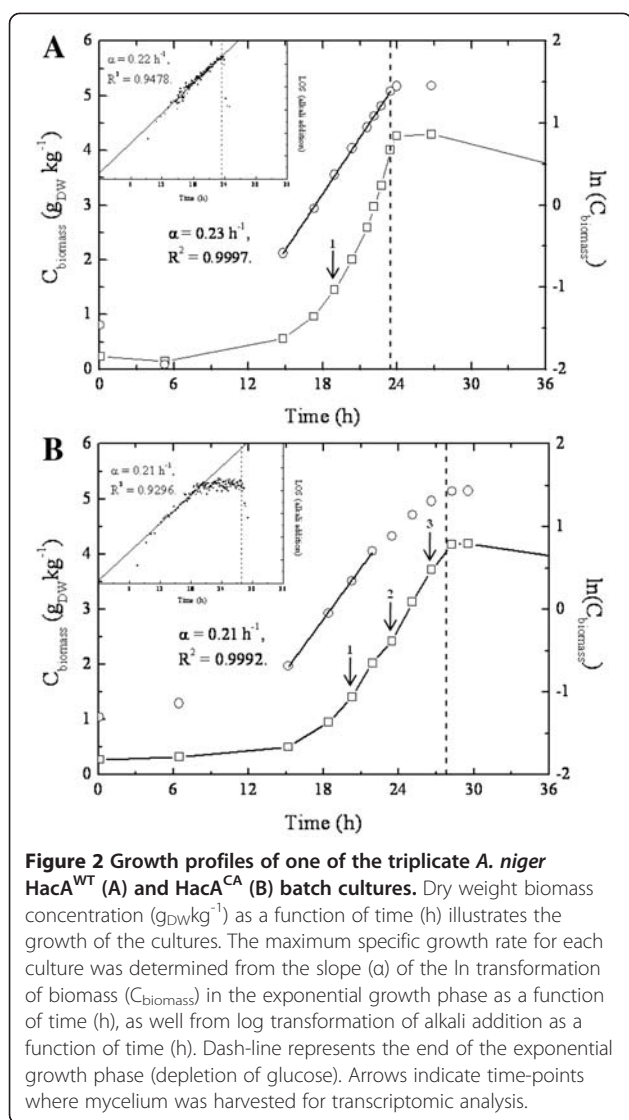 A
α = 0.22 h⁻¹,
R² = 0.9478.
LOS (alkali addition)
Time (h)
α = 0.23 h⁻¹,
R² = 0.9997.
1
C_biomass (g_DW kg⁻¹)
ln (C_biomass)
6
5
4
3
2
1
0
2
1
0
-1
-2
0 6 12 18 24 30 36
Time (h)
B
α = 0.21 h⁻¹,
R² = 0.9296.
LOS (alkali addition)
Time (h)
α = 0.21 h⁻¹,
R² = 0.9992.
1
2
3
C_biomass (g_DW kg⁻¹)
ln(C_biomass)
6
5
4
3
2
1
0
2
1
0
-1
-2
0 6 12 18 24 30 36
Time (h)
Figure 2 Growth profiles of one of the triplicate A. niger
HacA^WT (A) and HacA^CA (B) batch cultures. Dry weight biomass
concentration (g_DW kg⁻¹) as a function of time (h) illustrates the
growth of the cultures. The maximum specific growth rate for each
culture was determined from the slope (α) of the ln transformation
of biomass (C_biomass) in the exponential growth phase as a function
of time (h), as well from log transformation of alkali addition as a
function of time (h). Dash-line represents the end of the exponential
growth phase (depletion of glucose). Arrows indicate time-points
where mycelium was harvested for transcriptomic analysis.